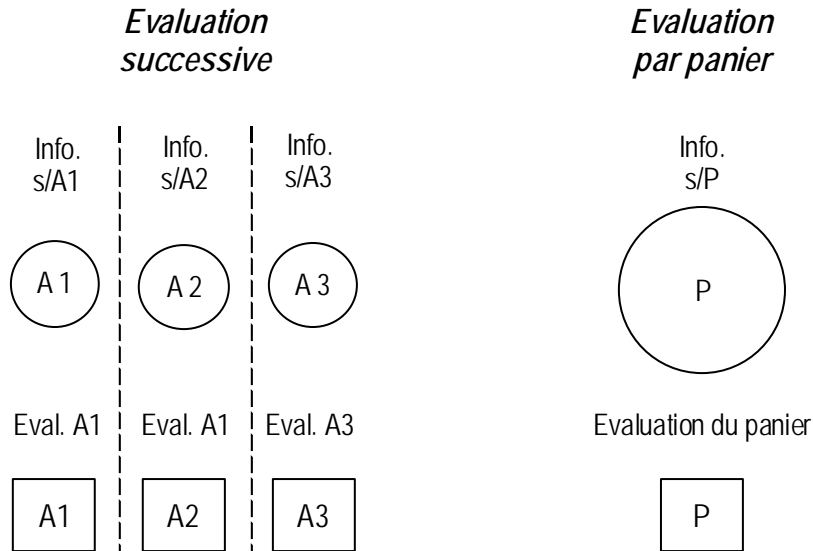 Evaluation
successive
Evaluation
par panier
Info.
s/A1
Info.
s/A2
Info.
s/A3
Info.
s/P
A 1
A 2
A 3
P
Eval. A1
Eval. A1
Eval. A3
Evaluation du panier
A1
A2
A3
P